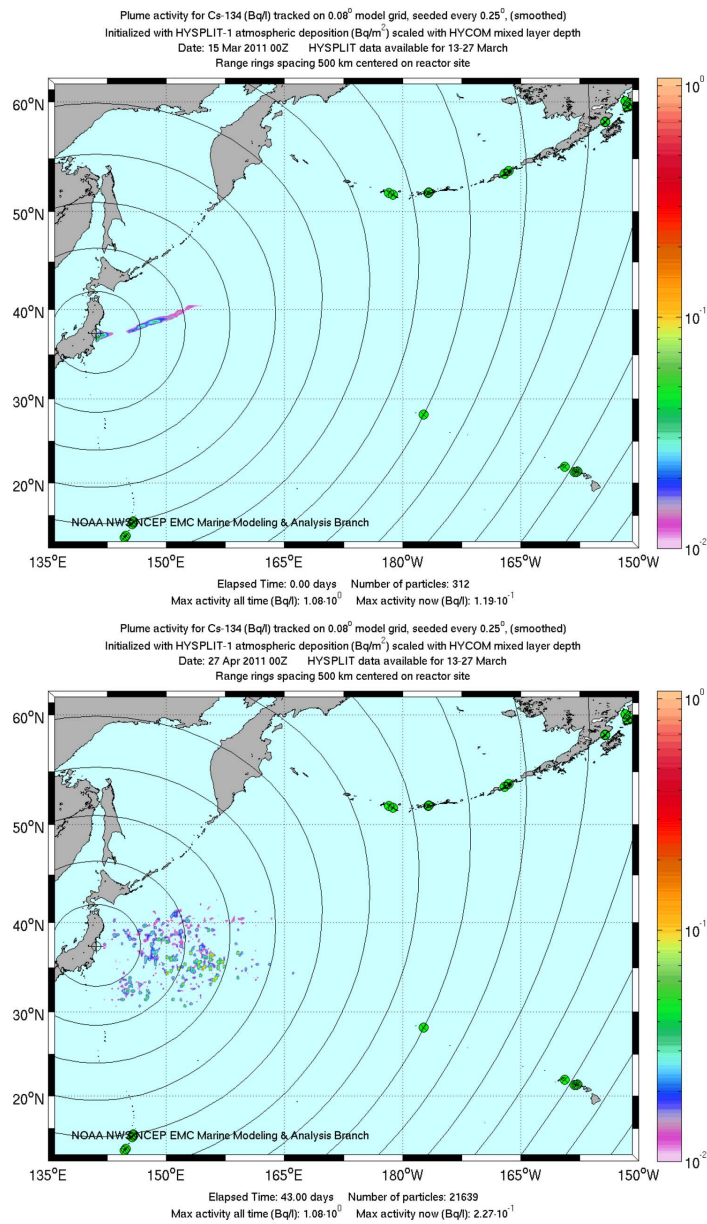 Plume activity for Cs-134 (Bq/l) tracked on 0.08° model grid, seeded every 0.25°, (smoothed)
Initialized with HYSPLIT-1 atmospheric deposition (Bq/m²) scaled with HYCOM mixed layer depth
Date: 15 Mar 2011 00Z HYSPLIT data available for 13-27 March
Range rings spacing 500 km centered on reactor site
60°N
50°N
40°N
30°N
20°N
10⁰
10⁻¹
10⁻²
NOAA NWS NCEP EMC Marine Modeling & Analysis Branch
135°E 150°E 165°E 180°W 165°W 150°W
Elapsed Time: 0.00 days Number of particles: 312
Max activity all time (Bq/l): 1.08·10⁰ Max activity now (Bq/l): 1.19·10⁻¹
Plume activity for Cs-134 (Bq/l) tracked on 0.08° model grid, seeded every 0.25°, (smoothed)
Initialized with HYSPLIT-1 atmospheric deposition (Bq/m²) scaled with HYCOM mixed layer depth
Date: 27 Apr 2011 00Z HYSPLIT data available for 13-27 March
Range rings spacing 500 km centered on reactor site
60°N
50°N
40°N
30°N
20°N
10⁰
10⁻¹
10⁻²
NOAA NWS NCEP EMC Marine Modeling & Analysis Branch
135°E 150°E 165°E 180°W 165°W 150°W
Elapsed Time: 43.00 days Number of particles: 21639
Max activity all time (Bq/l): 1.08·10⁰ Max activity now (Bq/l): 2.27·10⁻¹